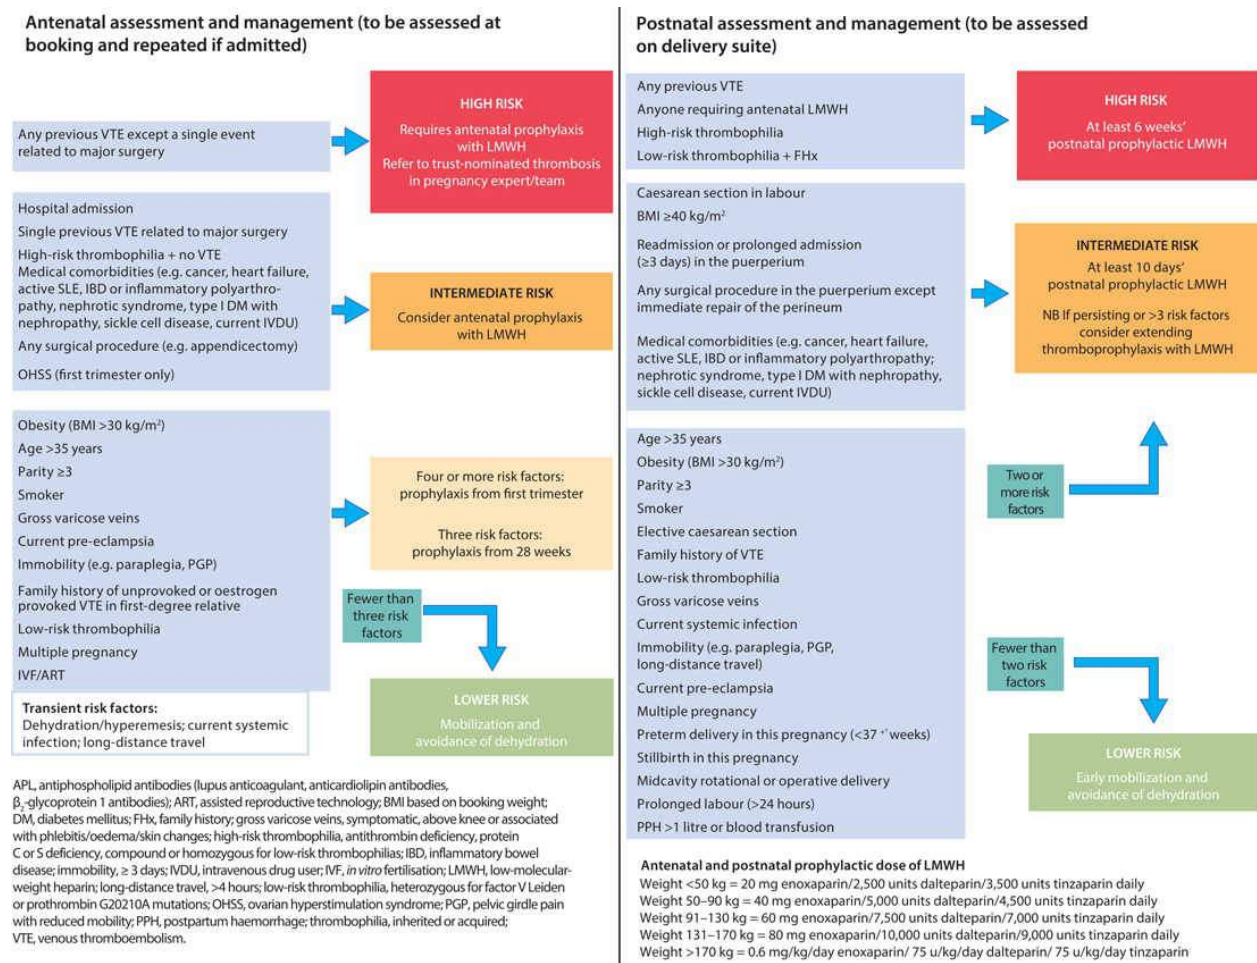 Antenatal assessment and management (to be assessed at
booking and repeated if admitted)
Any previous VTE except a single event
related to major surgery
HIGH RISK
Requires antenatal prophylaxis
with LMWH
Refer to trust-nominated thrombosis
in pregnancy expert/team
Hospital admission
Single previous VTE related to major surgery
High-risk thrombophilia + no VTE
Medical comorbidities (e.g. cancer, heart failure,
active SLE, IBD or inflammatory polyarthro-
pathy, nephrotic syndrome, type I DM with
nephropathy, sickle cell disease, current IVDU)
Any surgical procedure (e.g. appendicectomy)
OHSS (first trimester only)
INTERMEDIATE RISK
Consider antenatal prophylaxis
with LMWH
Obesity (BMI >30 kg/m²)
Age >35 years
Parity ≥3
Smoker
Gross varicose veins
Current pre-eclampsia
Immobility (e.g. paraplegia, PGP)
Family history of unprovoked or oestrogen
provoked VTE in first-degree relative
Low-risk thrombophilia
Multiple pregnancy
IVF/ART
Four or more risk factors:
prophylaxis from first trimester
Three risk factors:
prophylaxis from 28 weeks
Fewer than
three risk
factors
Transient risk factors:
Dehydration/hyperemesis; current systemic
infection; long-distance travel
LOWER RISK
Mobilization and
avoidance of dehydration
APL, antiphospholipid antibodies (lupus anticoagulant, anticardiolipin antibodies,
β₂-glycoprotein 1 antibodies); ART, assisted reproductive technology; BMI based on booking weight;
DM, diabetes mellitus; FHx, family history; gross varicose veins, symptomatic, above knee or associated
with phlebitis/oedema/skin changes; high-risk thrombophilia, antithrombin deficiency, protein
C or S deficiency, compound or homozygous for low-risk thrombophilias; IBD, inflammatory bowel
disease; immobility, ≥ 3 days; IVDU, intravenous drug user; IVF, in vitro fertilisation; LMWH, low-molecular-
weight heparin; long-distance travel, >4 hours; low-risk thrombophilia, heterozygous for factor V Leiden
or prothrombin G20210A mutations; OHSS, ovarian hyperstimulation syndrome; PGP, pelvic girdle pain
with reduced mobility; PPH, postpartum haemorrhage; thrombophilia, inherited or acquired;
VTE, venous thromboembolism.
Postnatal assessment and management (to be assessed
on delivery suite)
Any previous VTE
Anyone requiring antenatal LMWH
High-risk thrombophilia
Low-risk thrombophilia + FHx
HIGH RISK
At least 6 weeks'
postnatal prophylactic LMWH
Caesarean section in labour
BMI ≥40 kg/m²
Readmission or prolonged admission
(≥3 days) in the puerperium
Any surgical procedure in the puerperium except
immediate repair of the perineum
Medical comorbidities (e.g. cancer, heart failure,
active SLE, IBD or inflammatory polyarthropathy;
nephrotic syndrome, type I DM with nephropathy,
sickle cell disease, current IVDU)
INTERMEDIATE RISK
At least 10 days'
postnatal prophylactic LMWH
NB If persisting or >3 risk factors
consider extending
thromboprophylaxis with LMWH
Age >35 years
Obesity (BMI >30 kg/m²)
Parity ≥3
Smoker
Elective caesarean section
Family history of VTE
Low-risk thrombophilia
Gross varicose veins
Current systemic infection
Immobility (e.g. paraplegia, PGP,
long-distance travel)
Current pre-eclampsia
Multiple pregnancy
Preterm delivery in this pregnancy (<37 weeks)
Stillbirth in this pregnancy
Midcavity rotational or operative delivery
Prolonged labour (>24 hours)
PPH >1 litre or blood transfusion
Two or
more risk
factors
Fewer than
two risk
factors
LOWER RISK
Early mobilization and
avoidance of dehydration
Antenatal and postnatal prophylactic dose of LMWH
Weight <50 kg = 20 mg enoxaparin/2,500 units dalteparin/3,500 units tinzaparin daily
Weight 50–90 kg = 40 mg enoxaparin/5,000 units dalteparin/4,500 units tinzaparin daily
Weight 91–130 kg = 60 mg enoxaparin/7,500 units dalteparin/7,000 units tinzaparin daily
Weight 131–170 kg = 80 mg enoxaparin/10,000 units dalteparin/9,000 units tinzaparin daily
Weight >170 kg = 0.6 mg/kg/day enoxaparin/ 75 u/kg/day dalteparin/ 75 u/kg/day tinzaparin